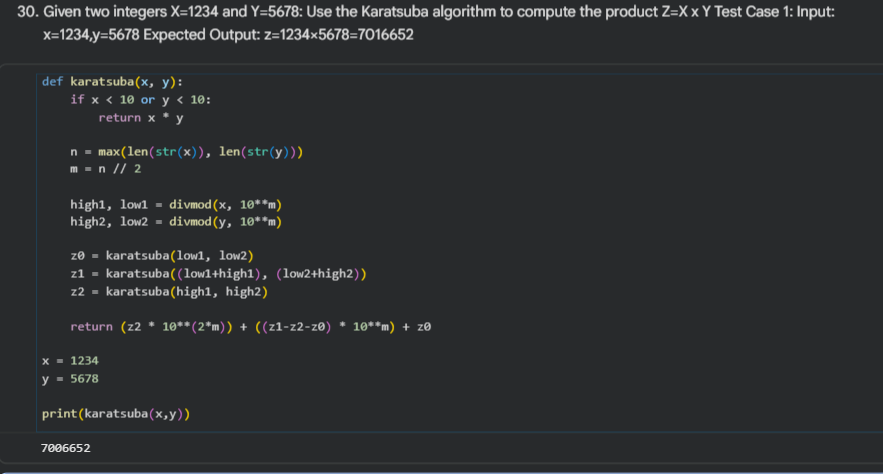 30. Given two integers X=1234 and Y=5678: Use the Karatsuba algorithm to compute the product Z=X x Y Test Case 1: Input:
x=1234,y=5678 Expected Output: z=1234×5678=7016652
def karatsuba(x, y):
    if x < 10 or y < 10:
        return x * y
    n = max(len(str(x)), len(str(y)))
    m = n // 2
    high1, low1 = divmod(x, 10**m)
    high2, low2 = divmod(y, 10**m)
    z0 = karatsuba(low1, low2)
    z1 = karatsuba((low1+high1), (low2+high2))
    z2 = karatsuba(high1, high2)
    return (z2 * 10**(2*m)) + ((z1-z2-z0) * 10**m) + z0
x = 1234
y = 5678
print(karatsuba(x,y))
7006652